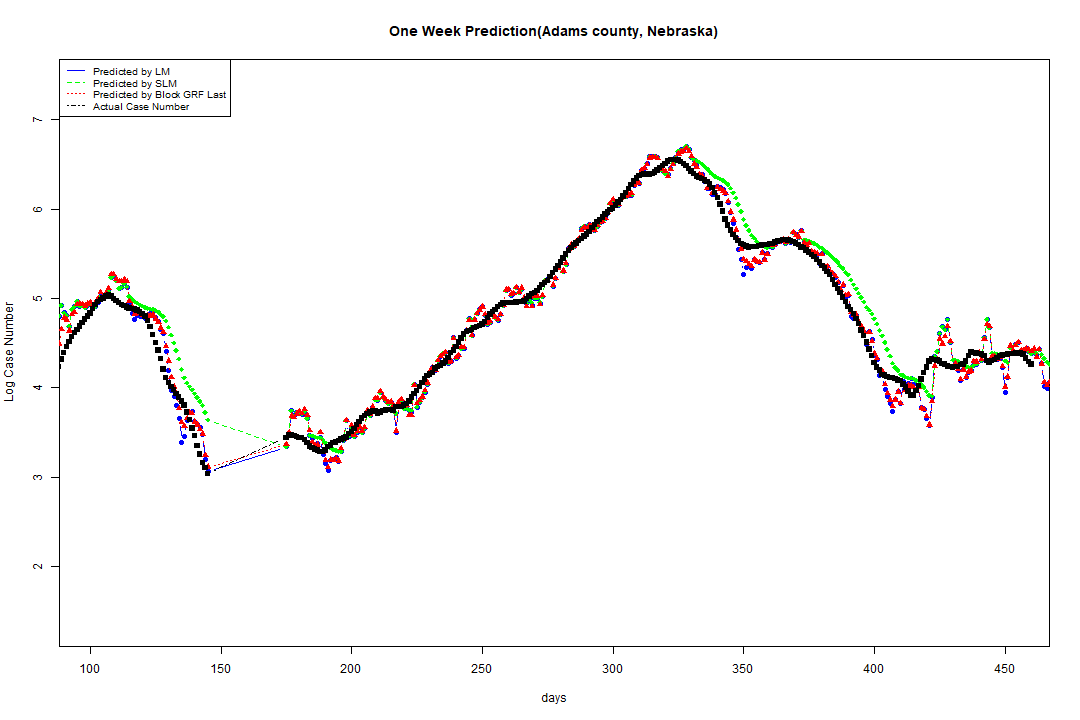 One Week Prediction(Adams county, Nebraska)
Predicted by LM
Predicted by SLM
Predicted by Block GRF Last
Actual Case Number
Log Case Number
7
6
5
4
3
2
100 150 200 250 300 350 400 450
days